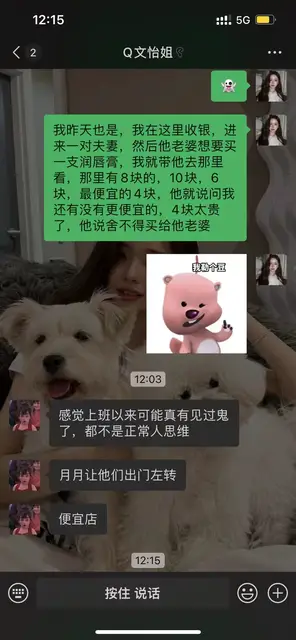 12:15
5G
2
Q文怡姐👂🏻
👻
我昨天也是，我在这里收银，进
来一对夫妻，然后他老婆想要买
一支润唇膏，我就带他去那里
看，那里有8块的，10块，6
块，最便宜的4块，他就说问我
还有没有更便宜的，4块太贵
了，他说舍不得买给他老婆
我勒个豆
12:03
感觉上班以来可能真有见过鬼
了，都不是正常人思维
月月让他们出门左转
便宜店
12:15
按住 说话